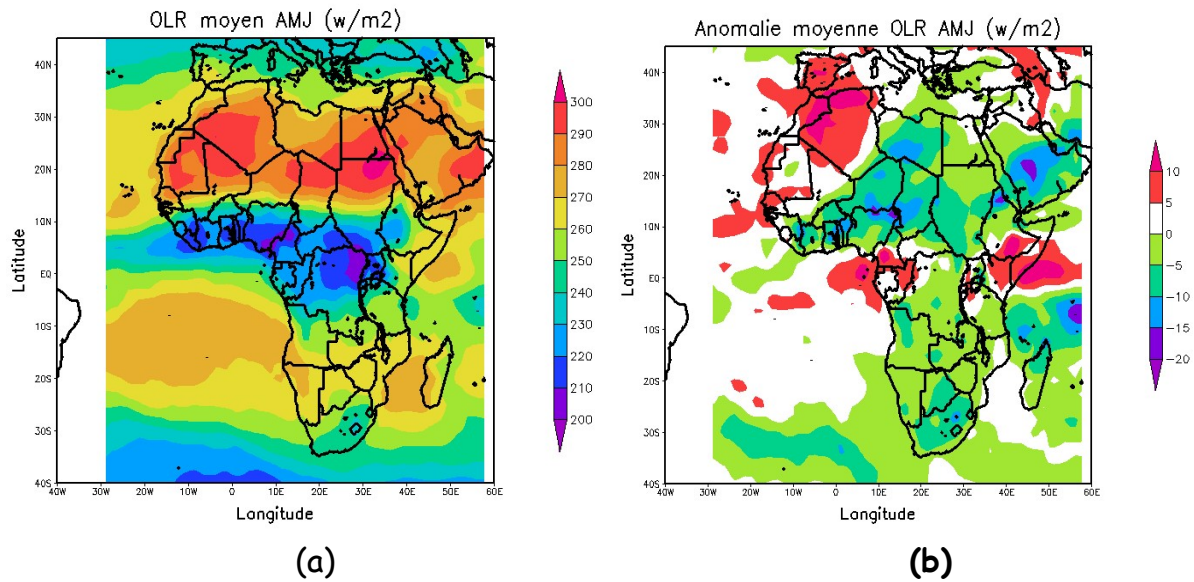 OLR moyen AMJ (w/m2)
40N
30N
20N
10N
EQ
10S
20S
30S
40S
Latitude
40W 30W 20W 10W 0 10E 20E 30E 40E 50E 60E
Langitude
300
290
280
270
260
250
240
230
220
210
200
(a)
Anomalie moyenne OLR AMJ (w/m2)
40N
30N
20N
10N
EQ
10S
20S
30S
40S
Latitude
40W 30W 20W 10W 0 10E 20E 30E 40E 50E 60E
Langitude
10
5
0
-5
-10
-15
-20
(b)